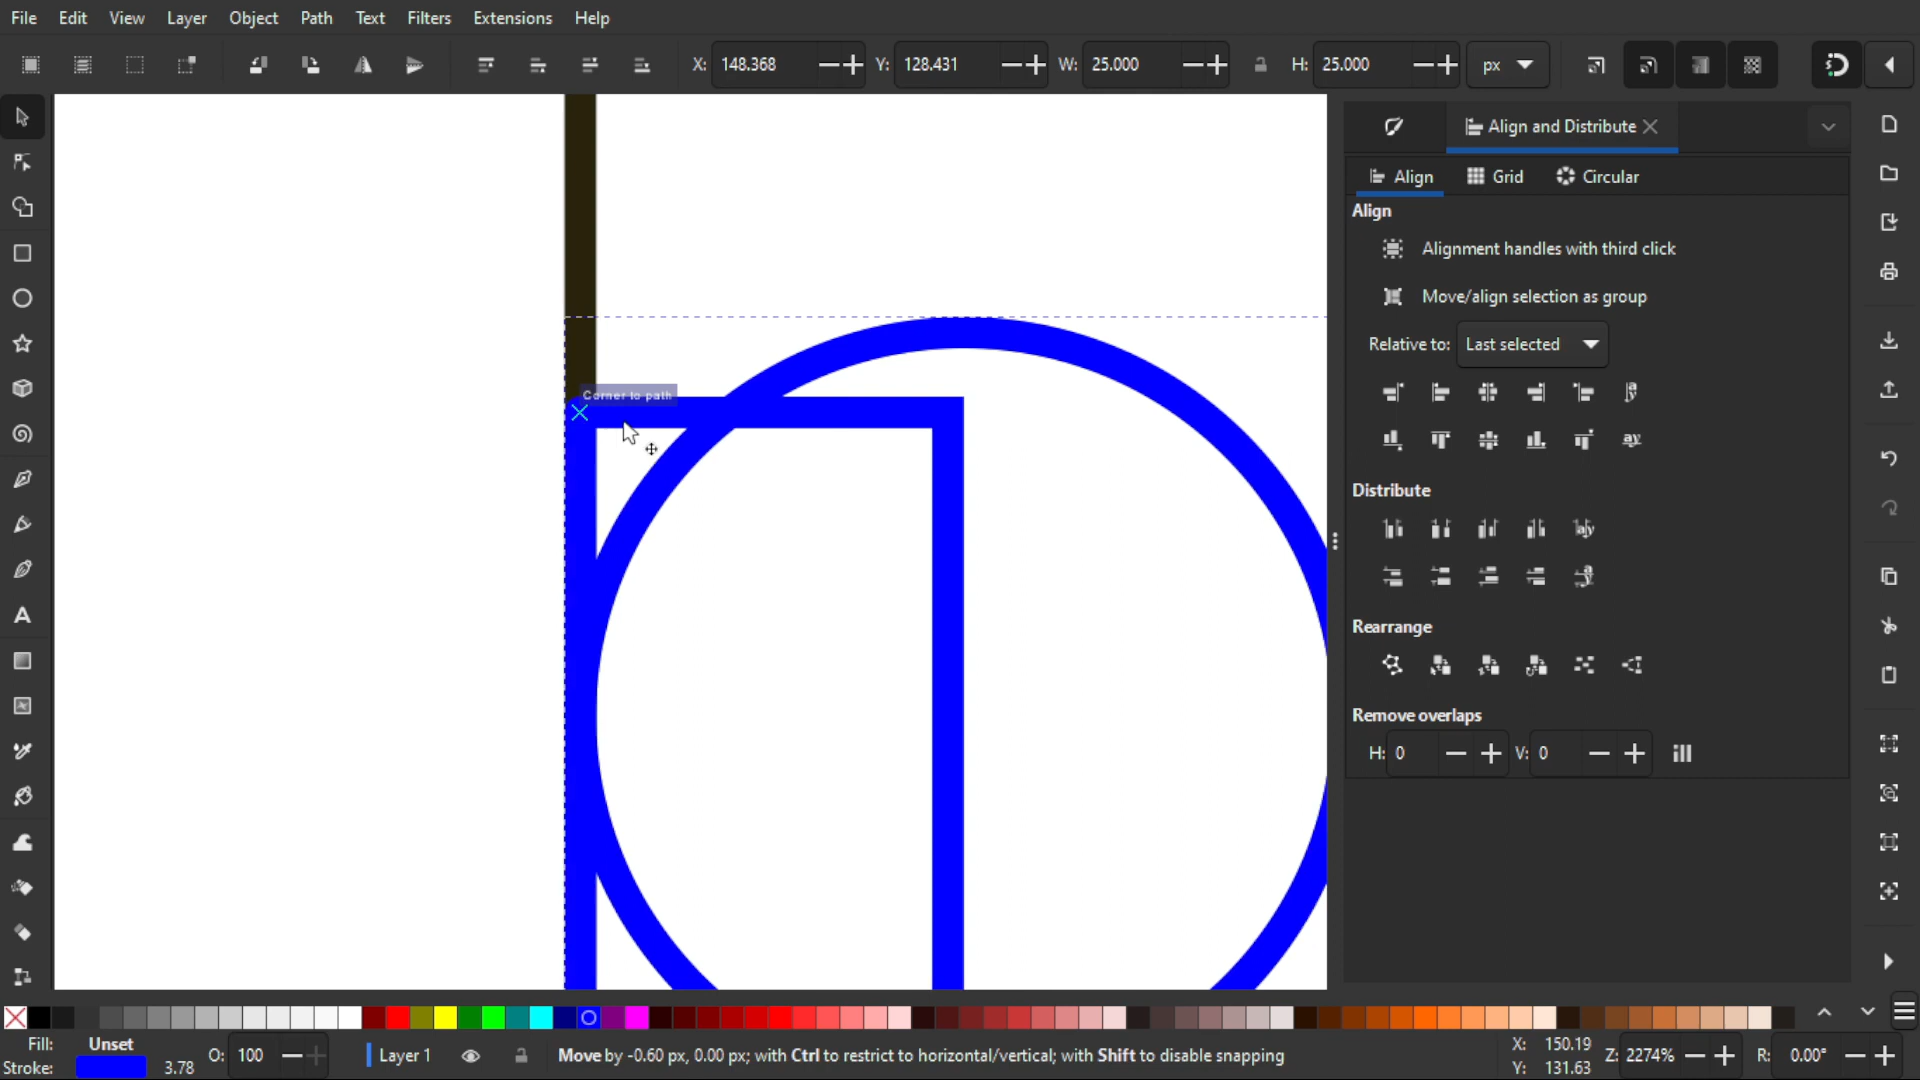 File Edit View Layer Object Path Text Filters Extensions Help
X: 148.368 Y: 128.431 W: 25.000 H: 25.000 px
Align and Distribute
Align Grid Circular
Align
Alignment handles with third click
Move/align selection as group
Relative to: Last selected
Corner to path
Distribute
Rearrange
Remove overlaps
H: 0 V: 0
Fill: Unset
Stroke: 3.78
O: 100
Layer 1
Move by -0.60 px, 0.00 px; with Ctrl to restrict to horizontal/vertical; with Shift to disable snapping
X: 150.19
Y: 131.63
Z: 2274%
R: 0.00°